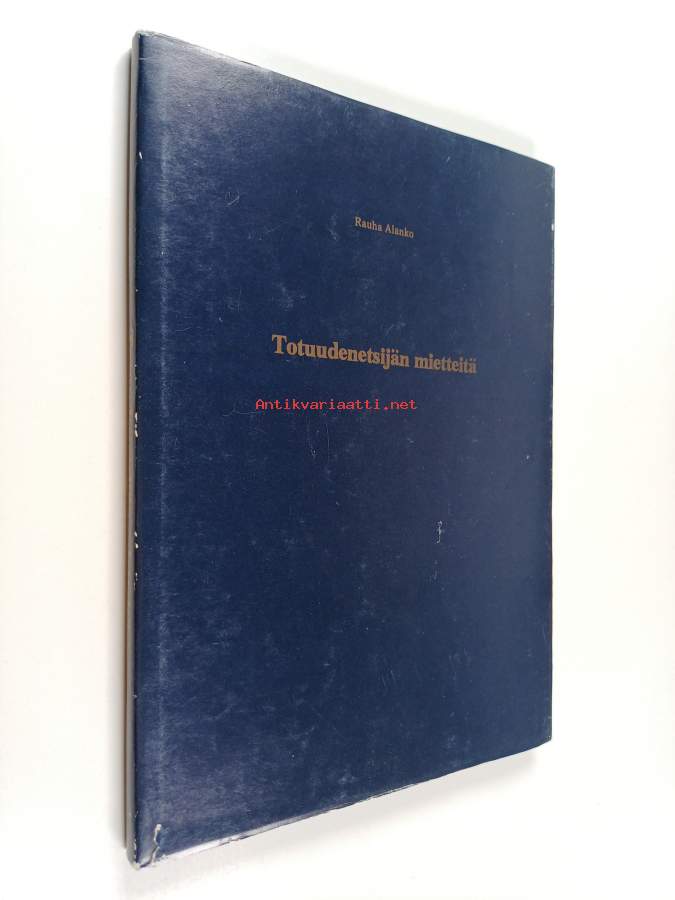 Rauha Alanko
Totuudenetsijän mietteitä
Antikvariaatti.net